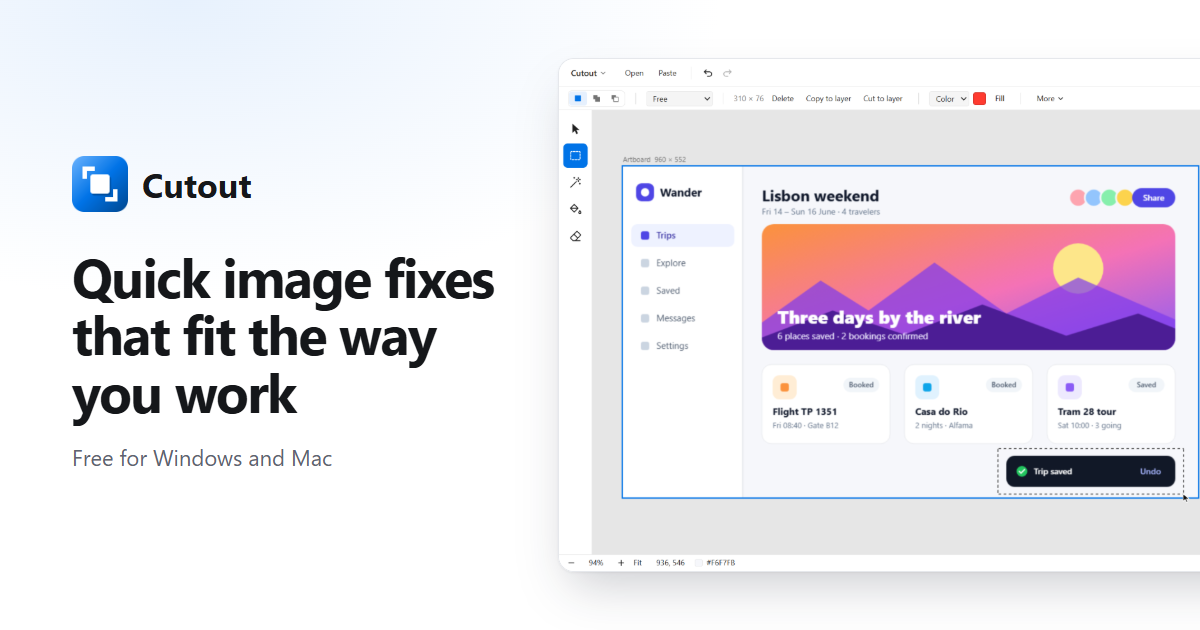 Cutout
Quick image fixes
that fit the way
you work
Free for Windows and Mac
Cutout Open Paste
Free 310 × 76 Delete Copy to layer Cut to layer Color Fill More
Artboard 960 × 552
Wander
Trips
Explore
Saved
Messages
Settings
Lisbon weekend
Fri 14 – Sun 16 June · 4 travelers
Share
Three days by the river
6 places saved · 2 bookings confirmed
Booked
Flight TP 1351
Fri 08:40 · Gate B12
Booked
Casa do Rio
2 nights · Alfama
Saved
Tram 28 tour
Sat 10:00 · 3 going
Trip saved Undo
− 94% + Fit 936, 546 #F6F7FB